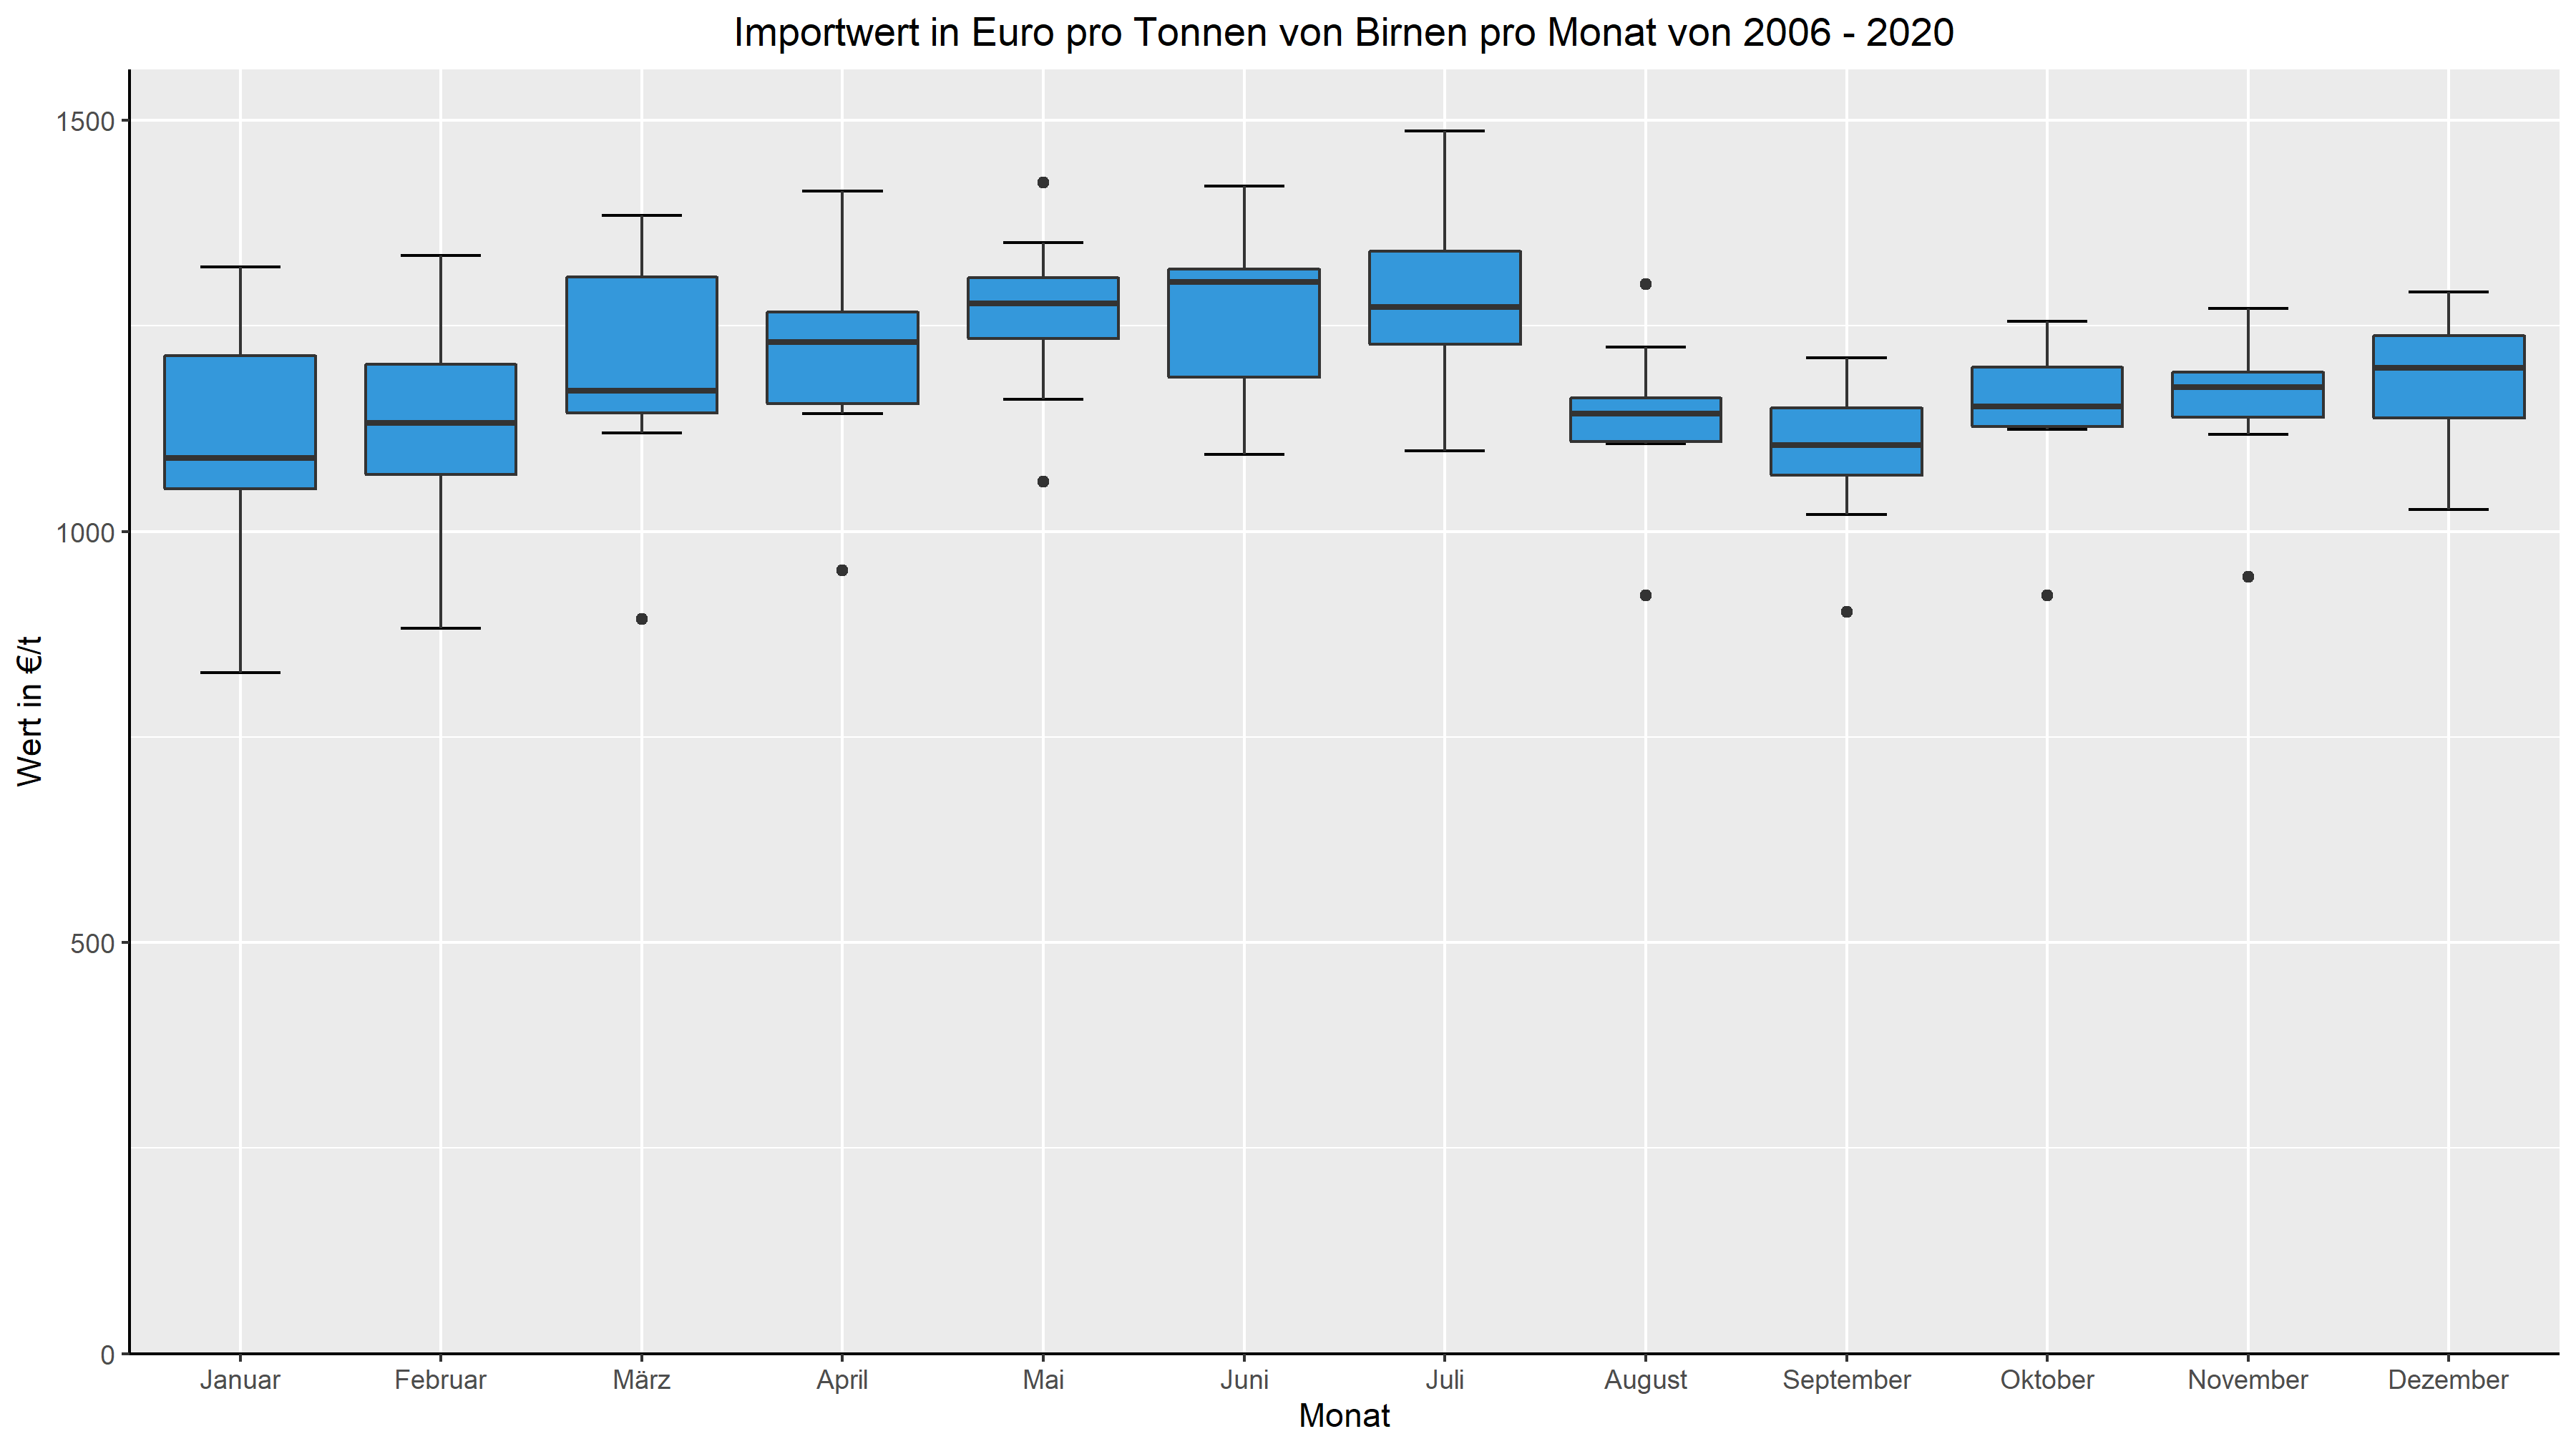 Importwert in Euro pro Tonnen von Birnen pro Monat von 2006 - 2020
Wert in €/t
1500
1000
500
0
Januar Februar März April Mai Juni Juli August September Oktober November Dezember
Monat